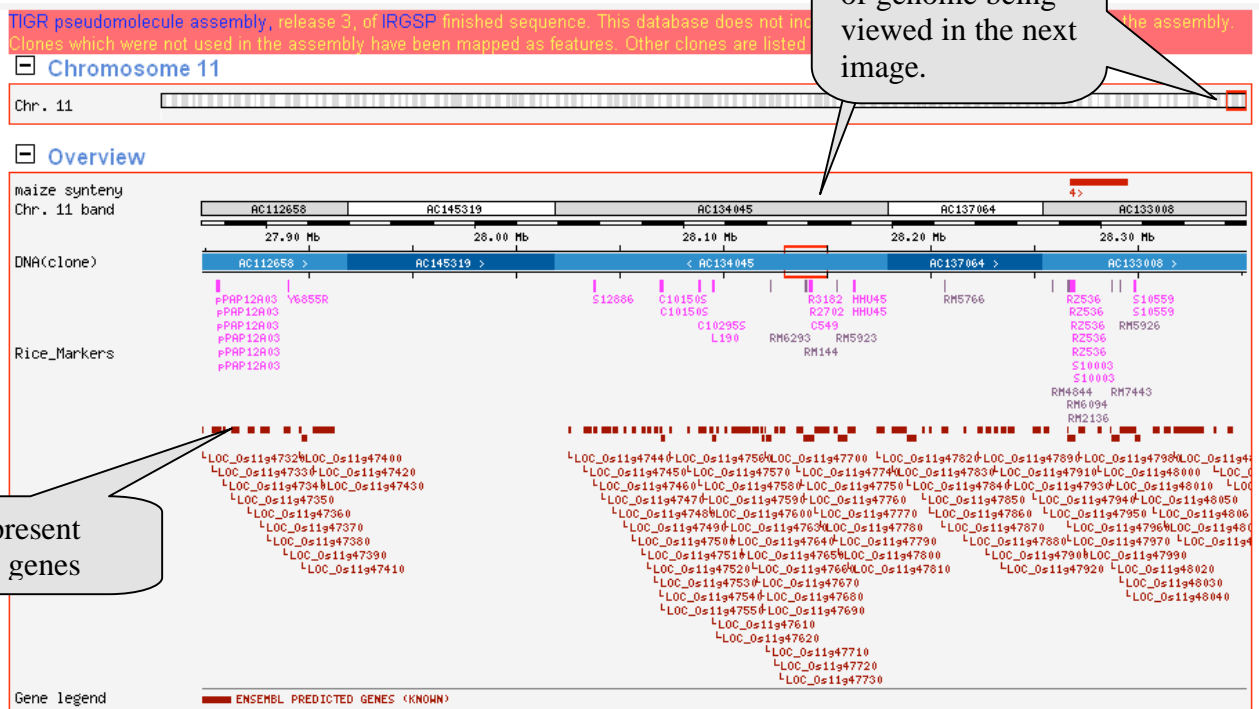 of genome being
viewed in the next
image.
TIGR pseudomolecule assembly, release 3, of IRGSP finished sequence. This database does not in the assembly.
Clones which were not used in the assembly have been mapped as features. Other clones are listed
Chromosome 11
Chr. 11
Overview
maize synteny
4>
Chr. 11 band AC112658 AC145319 AC134045 AC137064 AC133008
27.90 Mb 28.00 Mb 28.10 Mb 28.20 Mb 28.30 Mb
DNA(clone) AC112658 > AC145319 > < AC134045 AC137064 > AC133008 >
pPAP12A03 Y6855R S12886 C10150S R3182 HHU45 RM5766 RZ536 S10559
pPAP12A03 C10150S R2702 HHU45 RZ536 S10559
pPAP12A03 C10295S C549 RZ536 RM5926
pPAP12A03 L190 RM6293 RM5923 RZ536
Rice_Markers pPAP12A03 RM144 RZ536
pPAP12A03 S10003
S10003
RM4844 RM7443
RM6094
RM2136
LOC_Os11g47320 LOC_Os11g47400 LOC_Os11g47440 LOC_Os11g47560 LOC_Os11g47700 LOC_Os11g47820 LOC_Os11g47890 LOC_Os11g47980 LOC_Os11g4
LOC_Os11g47330 LOC_Os11g47420 LOC_Os11g47450 LOC_Os11g47570 LOC_Os11g47740 LOC_Os11g47830 LOC_Os11g47910 LOC_Os11g48000
LOC_Os11g47340 LOC_Os11g47430 LOC_Os11g47460 LOC_Os11g47580 LOC_Os11g47750 LOC_Os11g47840 LOC_Os11g47930 LOC_Os11g48010
LOC_Os11g47350 LOC_Os11g47470 LOC_Os11g47590 LOC_Os11g47760 LOC_Os11g47850 LOC_Os11g47940 LOC_Os11g48050
LOC_Os11g47360 LOC_Os11g47480 LOC_Os11g47600 LOC_Os11g47770 LOC_Os11g47860 LOC_Os11g47950 LOC_Os11g4806
LOC_Os11g47370 LOC_Os11g47490 LOC_Os11g47630 LOC_Os11g47780 LOC_Os11g47870 LOC_Os11g47960 LOC_Os11g480
LOC_Os11g47380 LOC_Os11g47500 LOC_Os11g47640 LOC_Os11g47790 LOC_Os11g47880 LOC_Os11g47970 LOC_Os11g4
LOC_Os11g47390 LOC_Os11g47510 LOC_Os11g47650 LOC_Os11g47800 LOC_Os11g47900 LOC_Os11g47990
LOC_Os11g47410 LOC_Os11g47520 LOC_Os11g47660 LOC_Os11g47810 LOC_Os11g47920 LOC_Os11g48020
LOC_Os11g47530 LOC_Os11g47670 LOC_Os11g48030
LOC_Os11g47540 LOC_Os11g47680 LOC_Os11g48040
LOC_Os11g47550 LOC_Os11g47690
LOC_Os11g47610
LOC_Os11g47620
LOC_Os11g47710
LOC_Os11g47720
LOC_Os11g47730
present
genes
Gene legend ENSEMBL PREDICTED GENES (KNOWN)